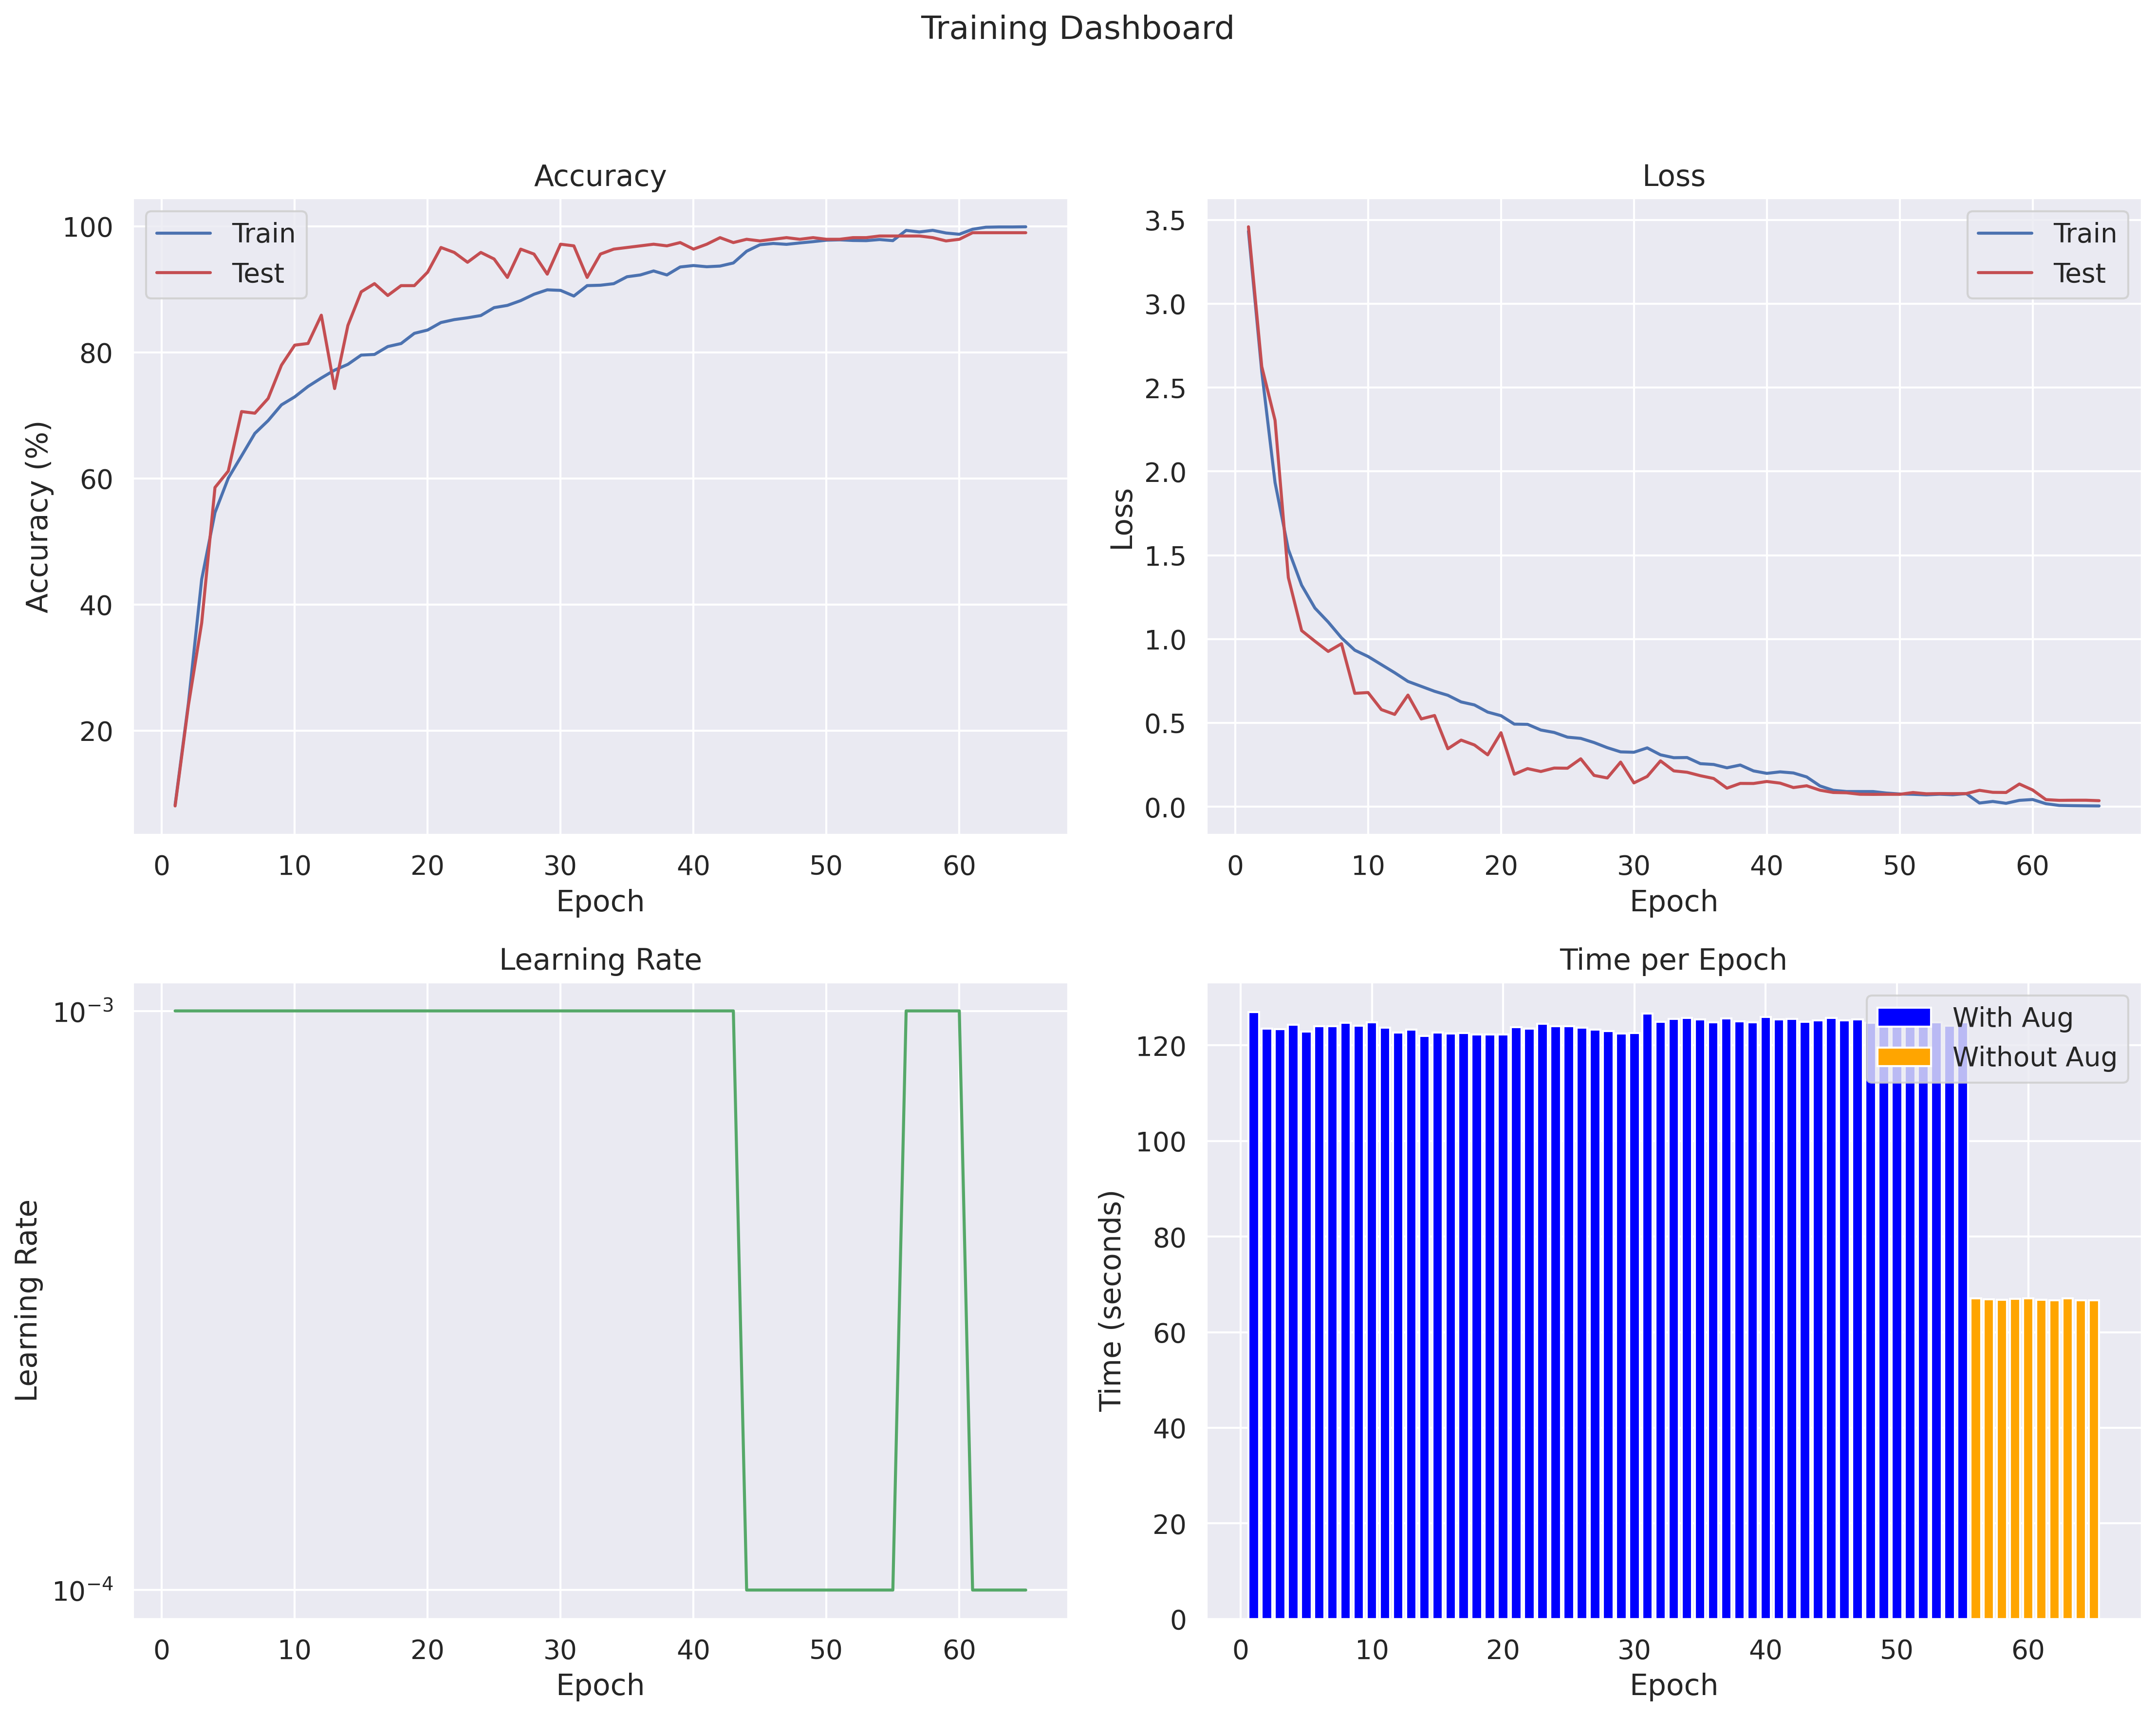 Training Dashboard
Accuracy
Train
Test
100
80
60
40
20
Accuracy (%)
0 10 20 30 40 50 60
Epoch
Loss
Train
Test
3.5
3.0
2.5
2.0
1.5
1.0
0.5
0.0
Loss
0 10 20 30 40 50 60
Epoch
Learning Rate
10⁻³
10⁻⁴
Learning Rate
0 10 20 30 40 50 60
Epoch
Time per Epoch
With Aug
Without Aug
120
100
80
60
40
20
0
Time (seconds)
0 10 20 30 40 50 60
Epoch